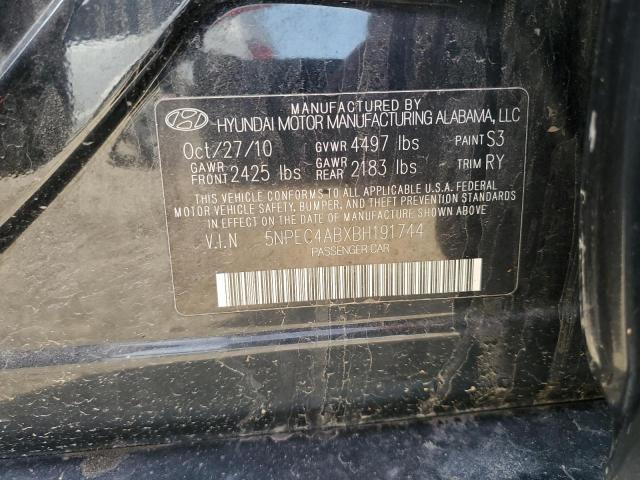 MANUFACTURED BY
HYUNDAI MOTOR MANUFACTURING ALABAMA, LLC
Oct/27/10 GVWR 4497 lbs PAINT S3
GAWR FRONT 2425 lbs GAWR REAR 2183 lbs TRIM RY
THIS VEHICLE CONFORMS TO ALL APPLICABLE U.S.A. FEDERAL
MOTOR VEHICLE SAFETY, BUMPER, AND THEFT PREVENTION STANDARDS
IN EFFECT ON THE DATE OF MANUFACTURE SHOWN ABOVE.
V.I.N 5NPEC4ABXBH191744
PASSENGER CAR